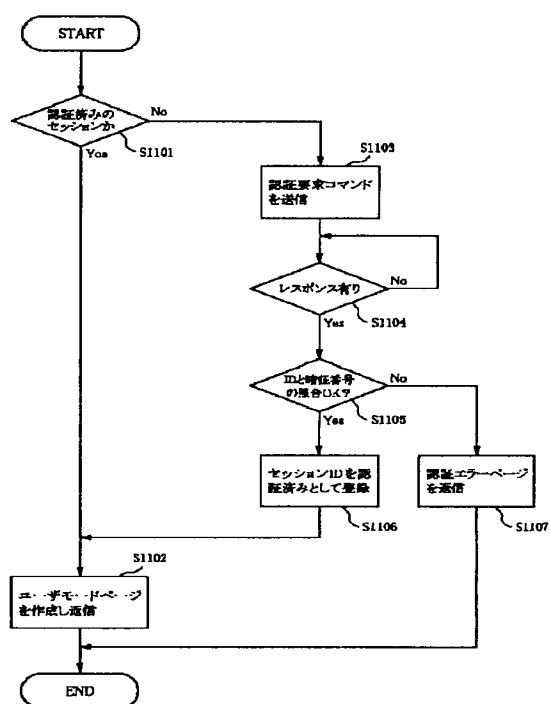 START
認証済みの
セッションか
No
Yes
S1101
S1103
認証要求コマンド
を送信
レスポンス有り
No
Yes
S1104
IDと暗証番号
の照合OK?
No
Yes
S1105
セッションIDを認
証済みとして登録
S1106
認証エラーページ
を返信
S1107
S1102
ユーザモードページ
を作成し返信
END